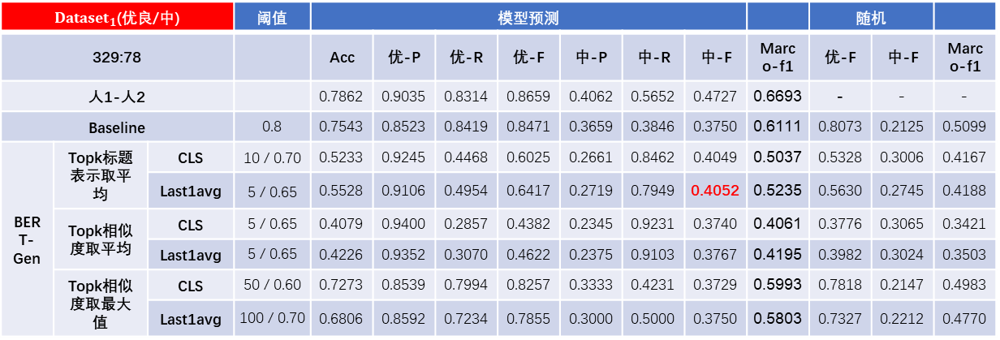 Dataset1(优良/中) 阈值 模型预测 随机
329:78 Acc 优-P 优-R 优-F 中-P 中-R 中-F Marc 优-F 中-F Marc
o-f1 o-f1
人1-人2 0.7862 0.9035 0.8314 0.8659 0.4062 0.5652 0.4727 0.6693 - - -
Baseline 0.8 0.7543 0.8523 0.8419 0.8471 0.3659 0.3846 0.3750 0.6111 0.8073 0.2125 0.5099
BER
T-
Gen
Topk标题
表示取平
均
CLS 10 / 0.70 0.5233 0.9245 0.4468 0.6025 0.2661 0.8462 0.4049 0.5037 0.5328 0.3006 0.4167
Last1avg 5 / 0.65 0.5528 0.9106 0.4954 0.6417 0.2719 0.7949 0.4052 0.5235 0.5630 0.2745 0.4188
Topk相似
度取平均
CLS 5 / 0.65 0.4079 0.9400 0.2857 0.4382 0.2345 0.9231 0.3740 0.4061 0.3776 0.3065 0.3421
Last1avg 5 / 0.65 0.4226 0.9352 0.3070 0.4622 0.2375 0.9103 0.3767 0.4195 0.3982 0.3024 0.3503
Topk相似
度取最大
值
CLS 50 / 0.60 0.7273 0.8539 0.7994 0.8257 0.3333 0.4231 0.3729 0.5993 0.7818 0.2147 0.4983
Last1avg 100 / 0.70 0.6806 0.8592 0.7234 0.7855 0.3000 0.5000 0.3750 0.5803 0.7327 0.2212 0.4770